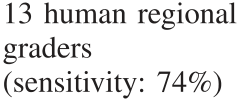 13 human regional
graders
(sensitivity: 74%)